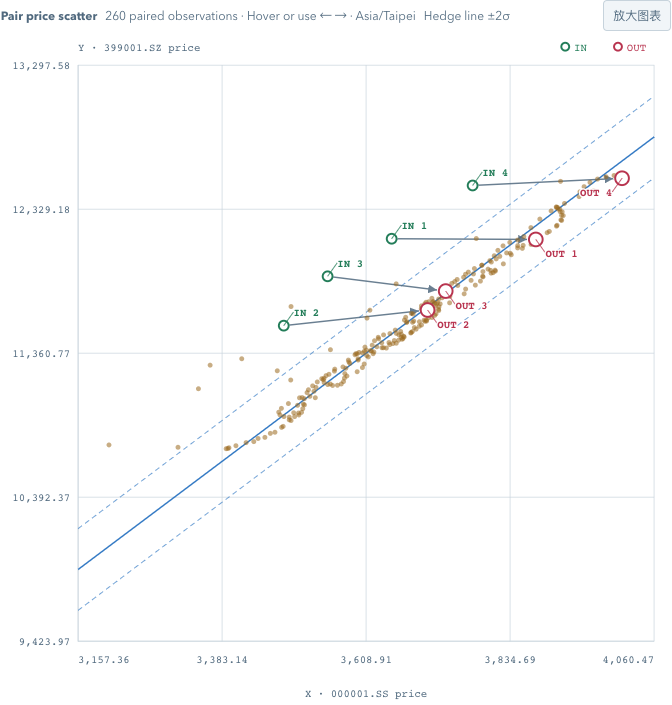 Pair price scatter 260 paired observations · Hover or use ←→ · Asia/Taipei Hedge line ±2σ
放大图表
Y · 399001.SZ price
IN OUT
13,297.58
IN 4
OUT 4
12,329.18
IN 1
OUT 1
IN 3
OUT 3
IN 2
OUT 2
11,360.77
10,392.37
9,423.97
3,157.36 3,383.14 3,608.91 3,834.69 4,060.47
X · 000001.SS price